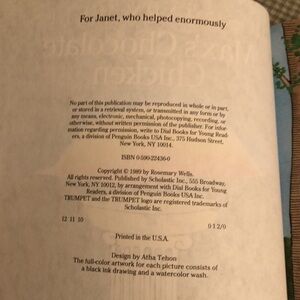 For Janet, who helped enormously
No part of this publication may be reproduced in whole or in part,
or stored in a retrieval system, or transmitted in any form or by
any means, electronic, mechanical, photocopying, recording, or
otherwise, without written permission of the publisher. For infor-
mation regarding permission, write to Dial Books for Young Readers,
a division of Penguin Books USA Inc., 375 Hudson Street,
New York, NY 10014.
ISBN 0-590-22436-0
Copyright © 1989 by Rosemary Wells.
All rights reserved. Published by Scholastic Inc., 555 Broadway,
New York, NY 10012, by arrangement with Dial Books for Young
Readers, a division of Penguin Books USA Inc.
TRUMPET and the TRUMPET logo are registered trademarks of
Scholastic Inc.
12 11 10
0 1 2/0
Printed in the U.S.A.
Design by Atha Tehon
The full-color artwork for each picture consists of
a black ink drawing and a watercolor wash.